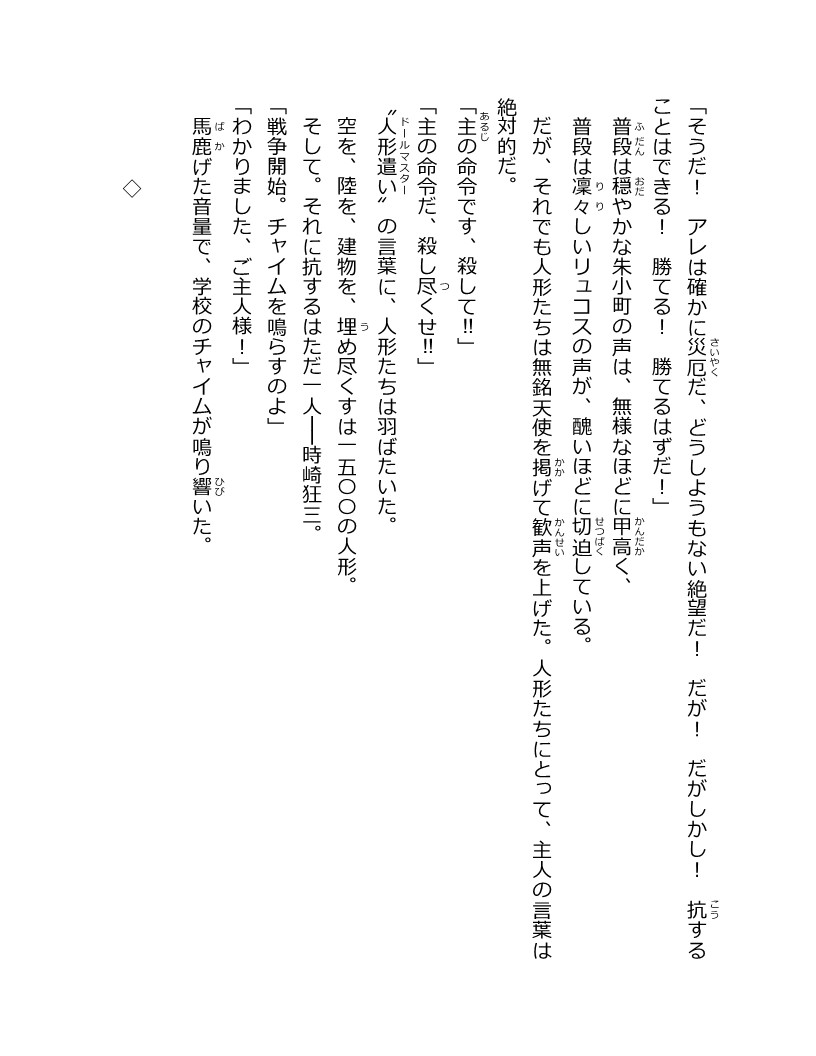 「そうだ！　アレは確かに災厄だ、どうしようもない絶望だ！　だが！　だがしかし！　抗する
ことはできる！　勝てる！　勝てるはずだ！」
　普段は穏やかな朱小町の声は、無様なほどに甲高く、
　普段は凜々しいリュコスの声が、醜いほどに切迫している。
　だが、それでも人形たちは無銘天使を掲げて歓声を上げた。人形たちにとって、主人の言葉は
絶対的だ。
「主の命令です、殺して‼」
「主の命令だ、殺し尽くせ‼」
〝人形遣い〟の言葉に、人形たちは羽ばたいた。
　空を、陸を、建物を、埋め尽くすは一五〇〇の人形。
　そして。それに抗するはただ一人――時崎狂三。
「戦争開始。チャイムを鳴らすのよ」
「わかりました、ご主人様！」
　馬鹿げた音量で、学校のチャイムが鳴り響いた。
◇